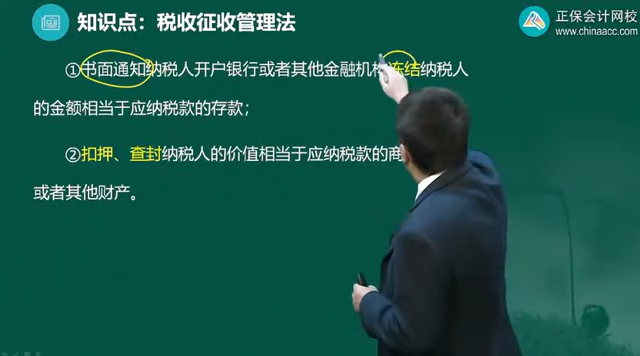 知识点：税收征收管理法
正保会计网校
www.chinaacc.com
①书面通知纳税人开户银行或者其他金融机构冻结纳税人
的金额相当于应纳税款的存款；
②扣押、查封纳税人的价值相当于应纳税款的商
或者其他财产。